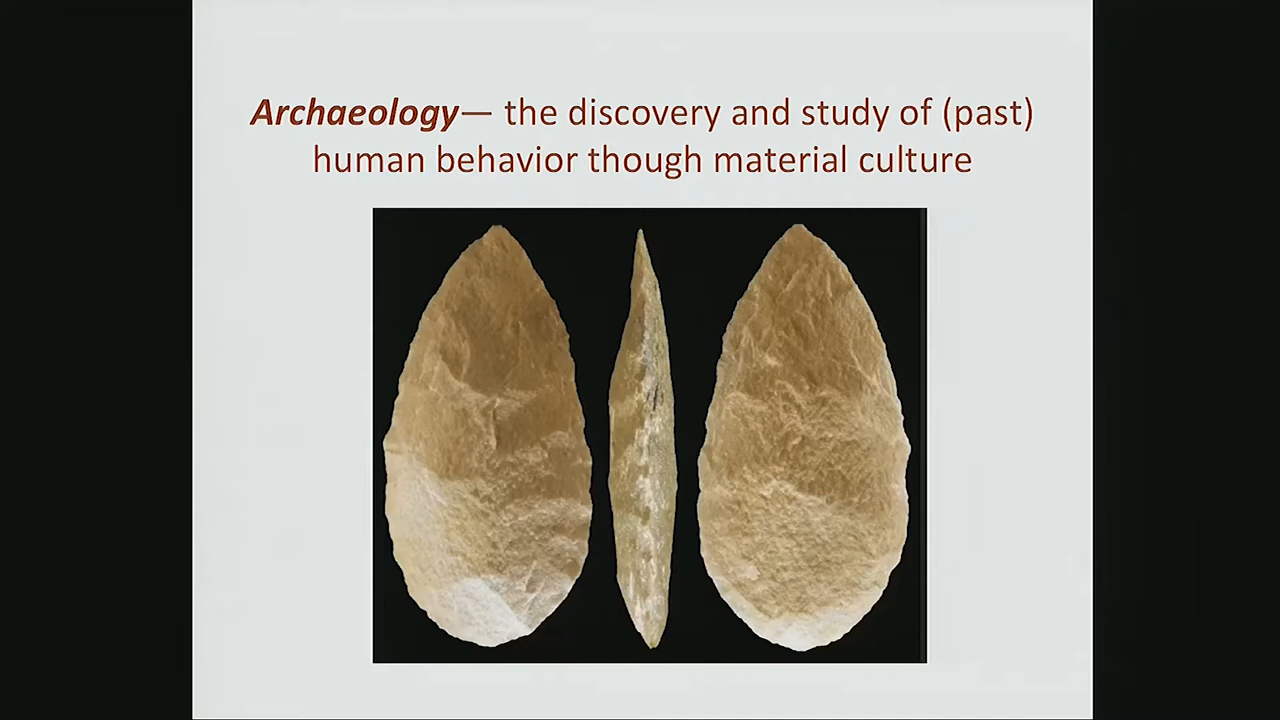 Archaeology— the discovery and study of (past)
human behavior though material culture